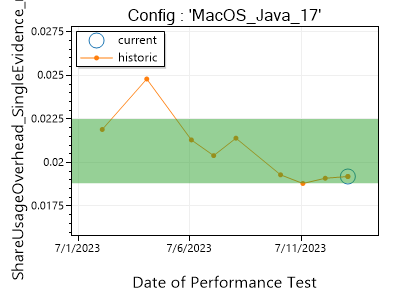 Config : 'MacOS_Java_17'
current
historic
0.0275
0.025
0.0225
0.02
0.0175
ShareUsageOverhead_SingleEvidence_
7/1/2023
7/6/2023
7/11/2023
Date of Performance Test